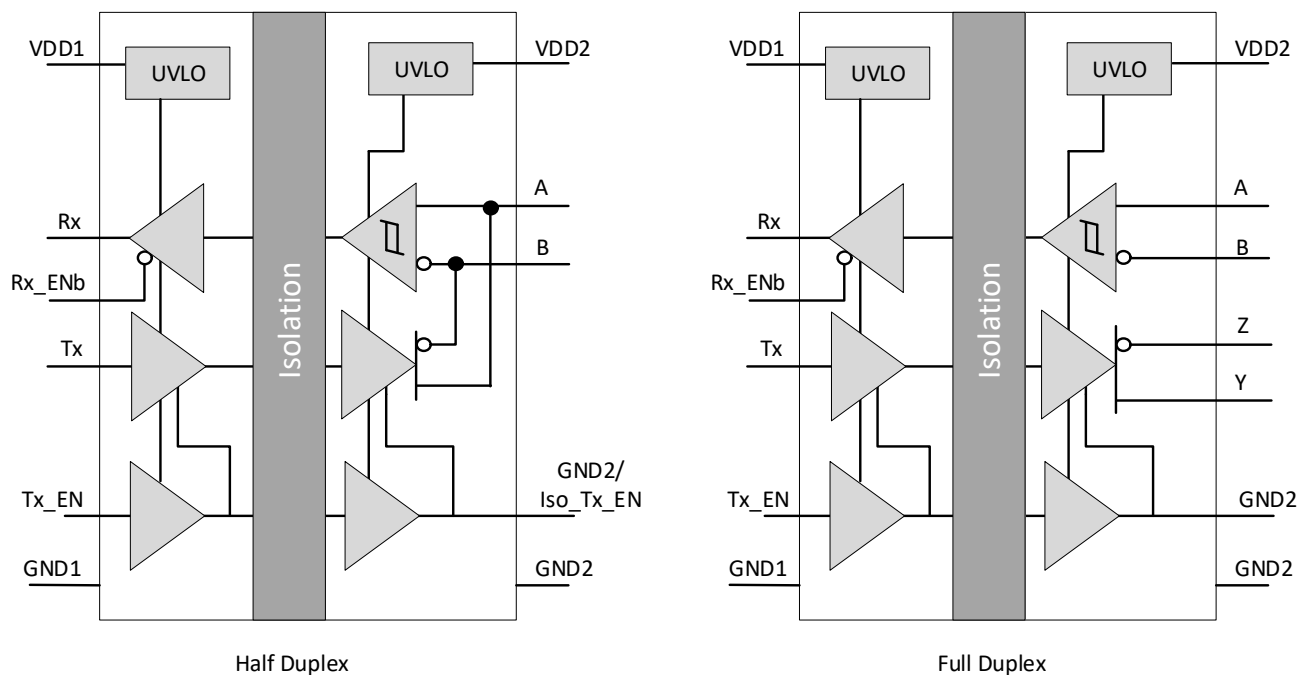 VDD1
UVLO
UVLO
VDD2
A
Rx
B
Rx_ENb
Isolation
Tx
GND2/
Tx_EN
Iso_Tx_EN
GND1
GND2
Half Duplex
VDD1
UVLO
UVLO
VDD2
A
Rx
B
Rx_ENb
Isolation
Z
Tx
Y
Tx_EN
GND2
GND1
GND2
Full Duplex